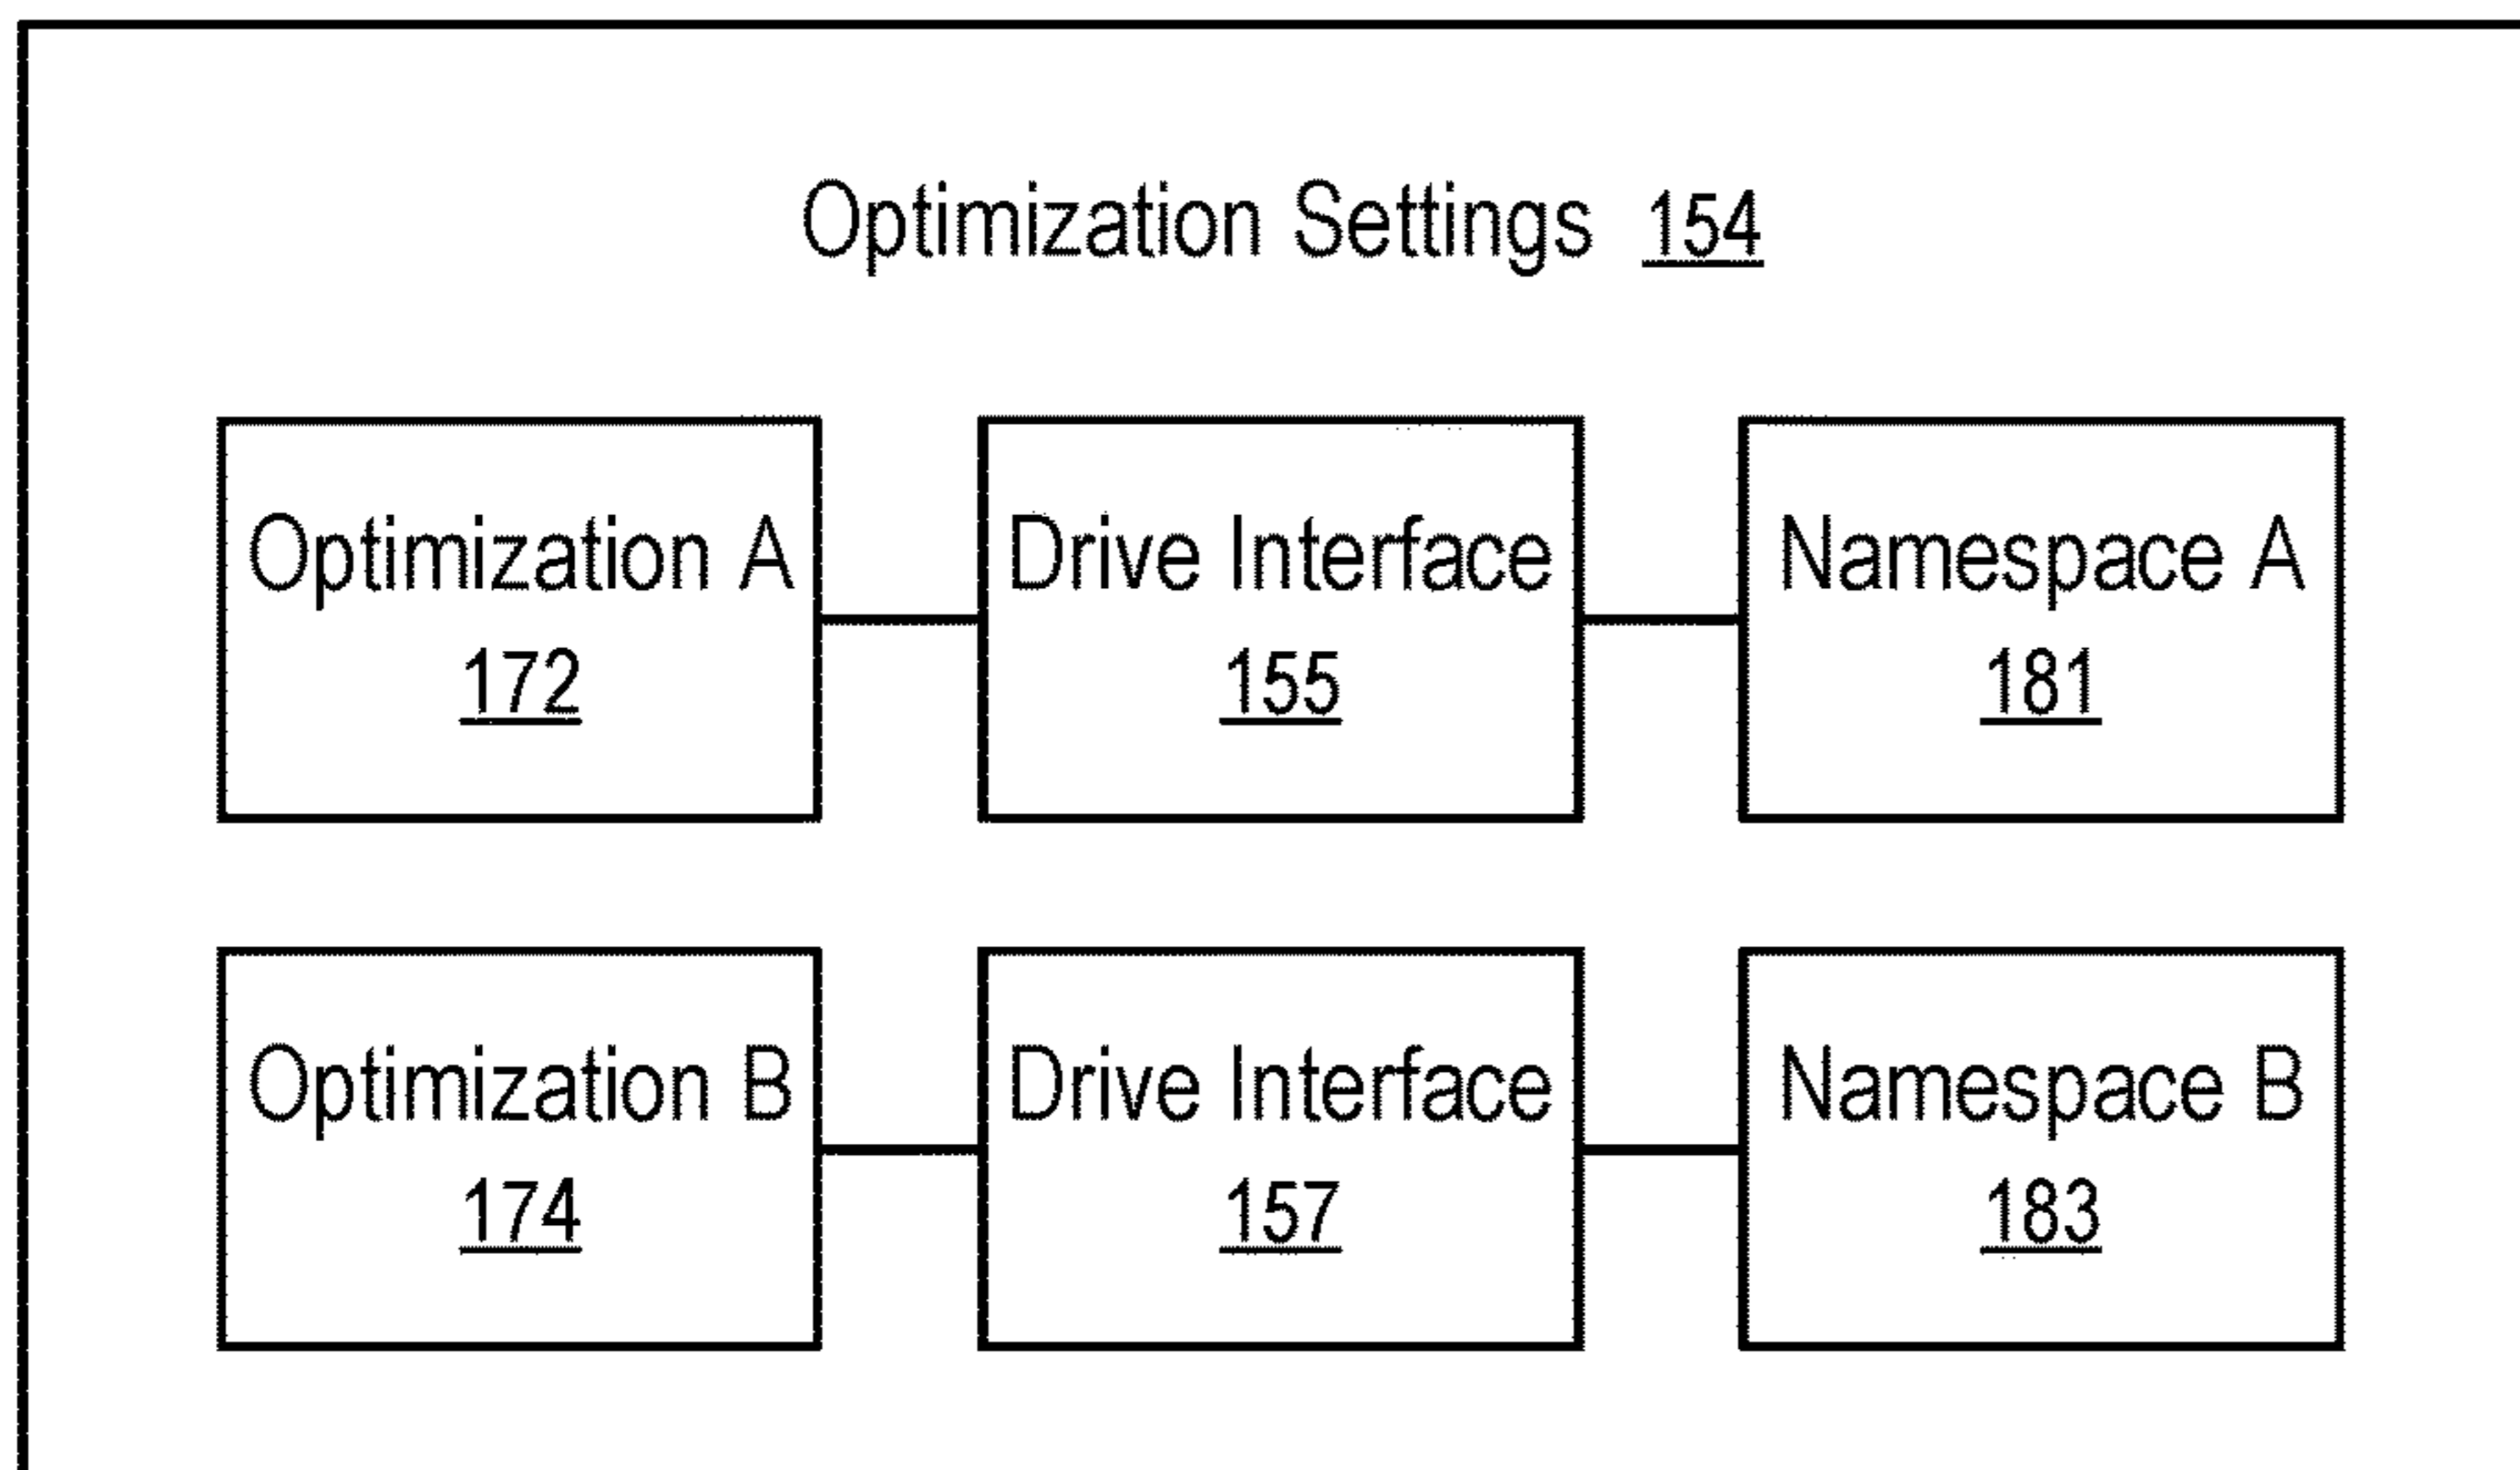 Optimization Settings 154
Optimization A
172
Drive Interface
155
Namespace A
181
Optimization B
174
Drive Interface
157
Namespace B
183